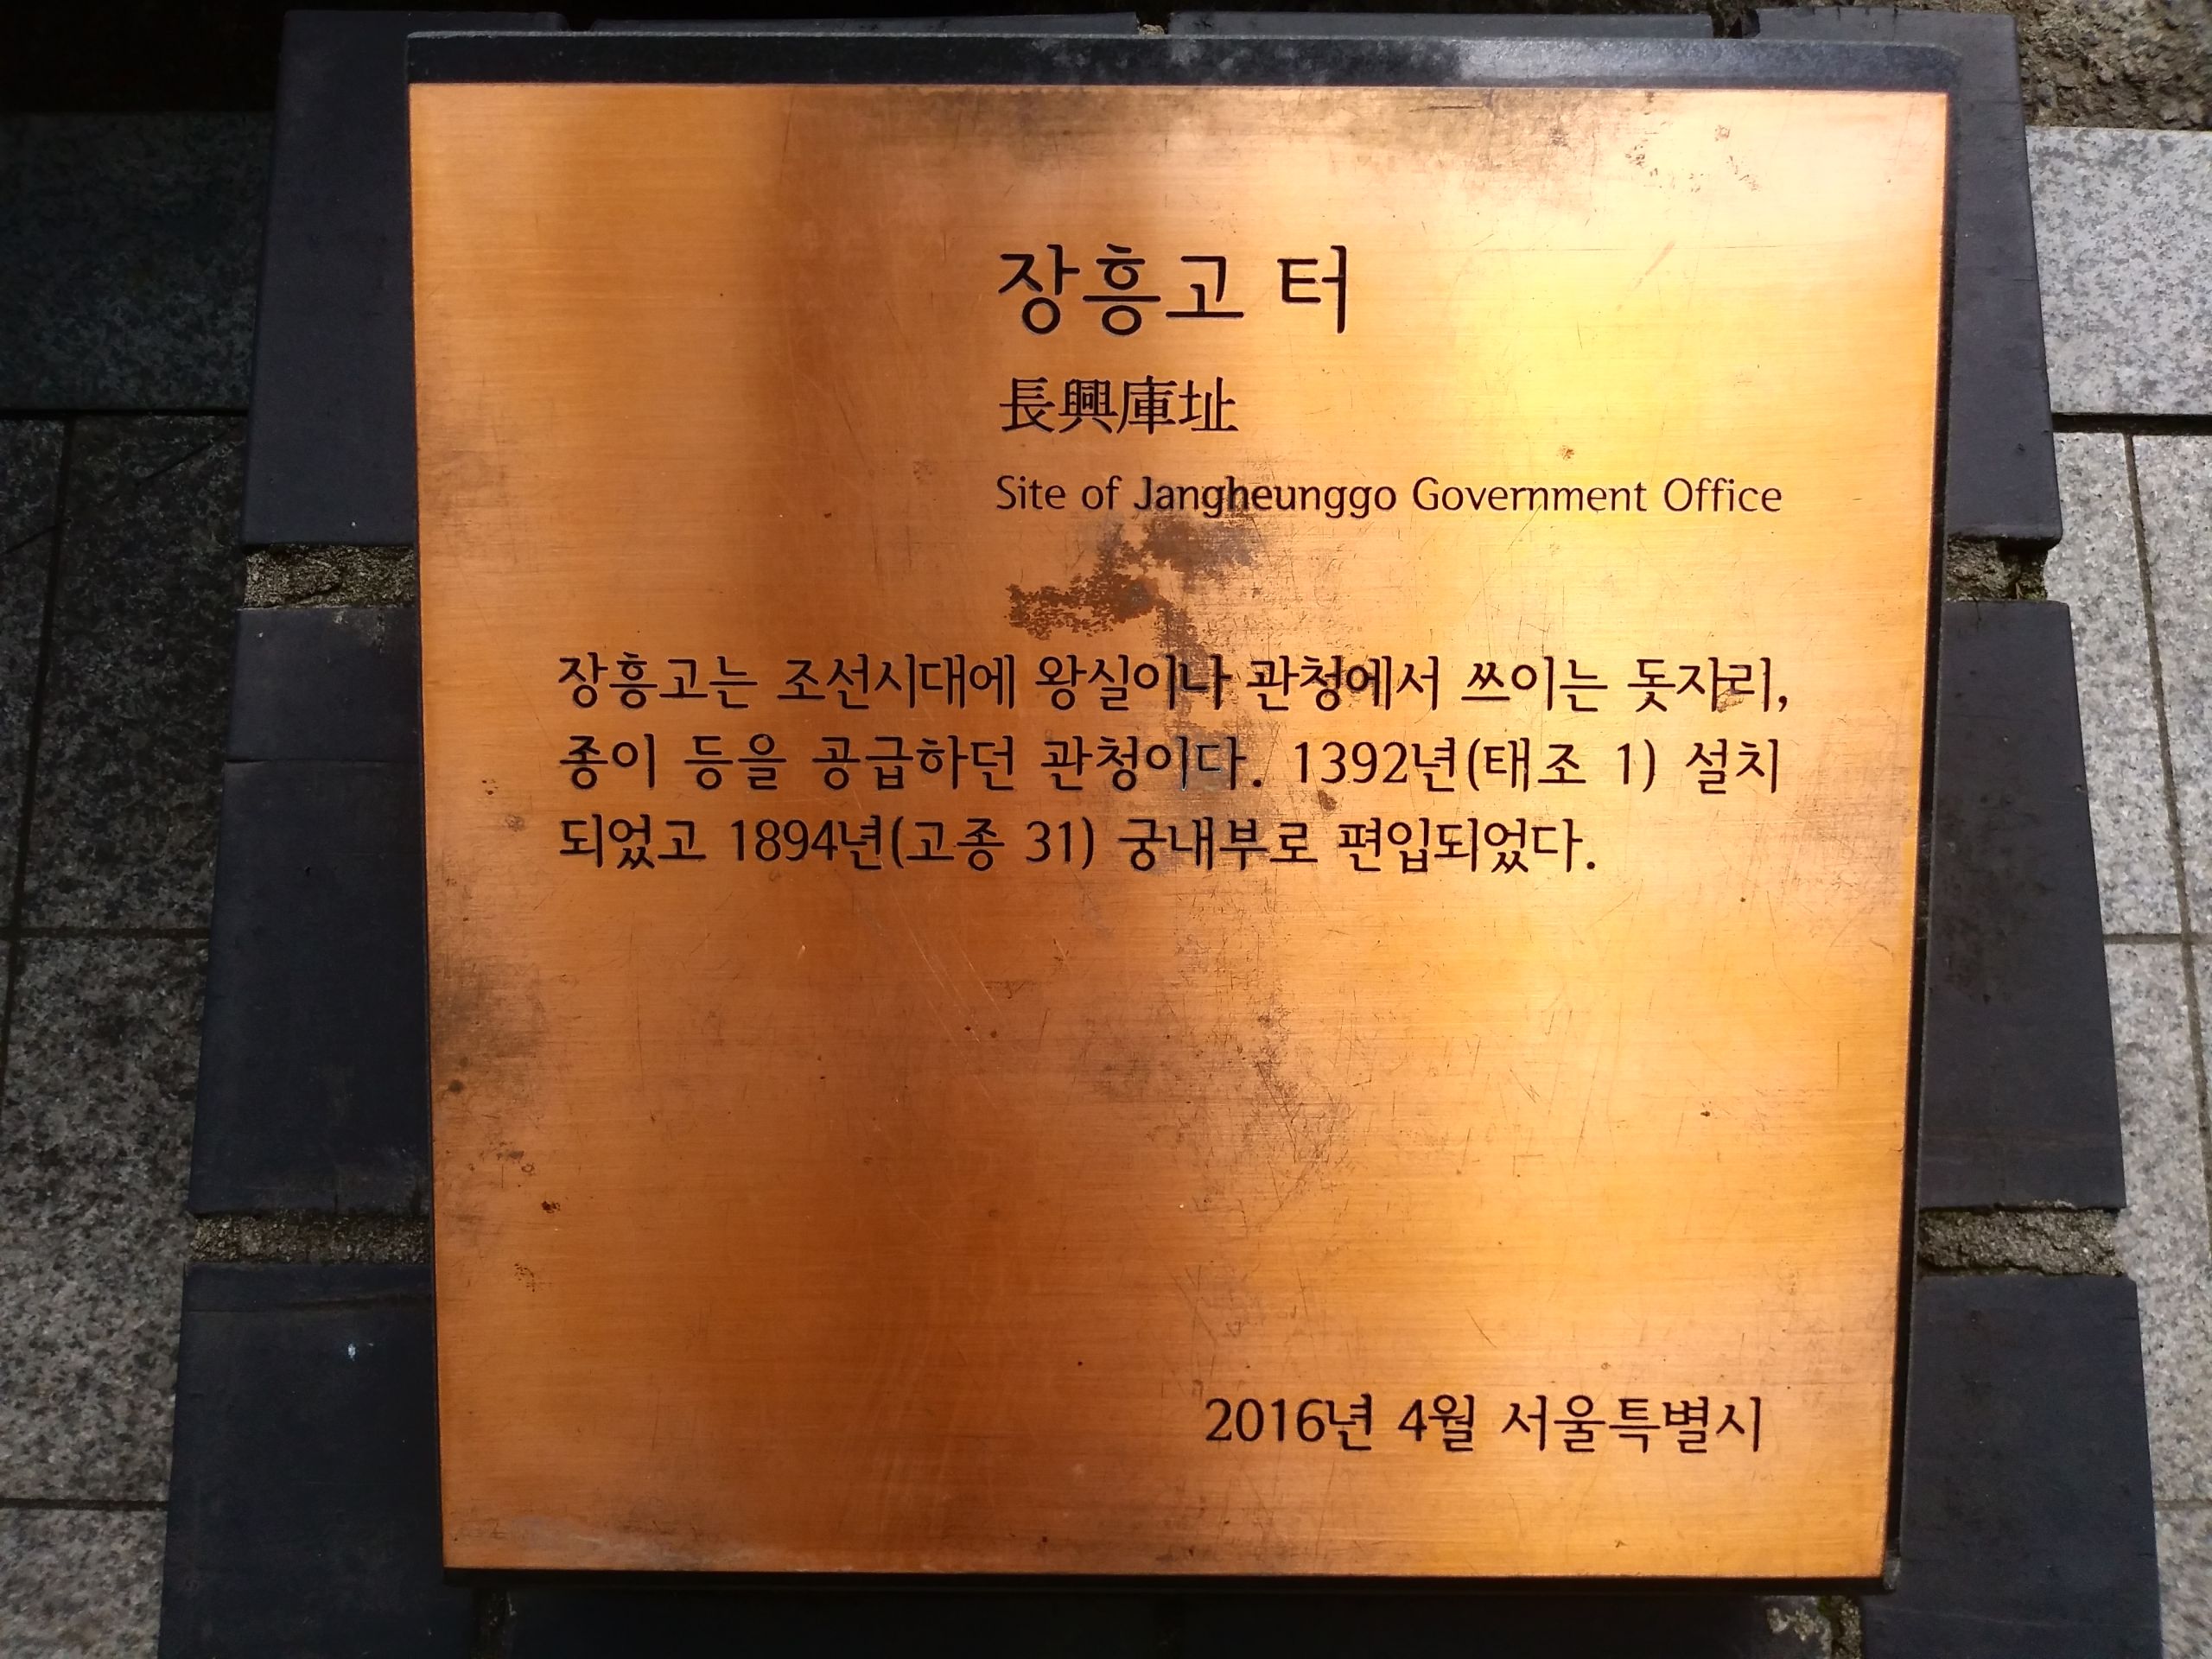 장흥고 터
長興庫址
Site of Jangheunggo Government Office
장흥고는 조선시대에 왕실이나 관청에서 쓰이는 돗자리,
종이 등을 공급하던 관청이다. 1392년(태조 1) 설치
되었고 1894년(고종 31) 궁내부로 편입되었다.
2016년 4월 서울특별시